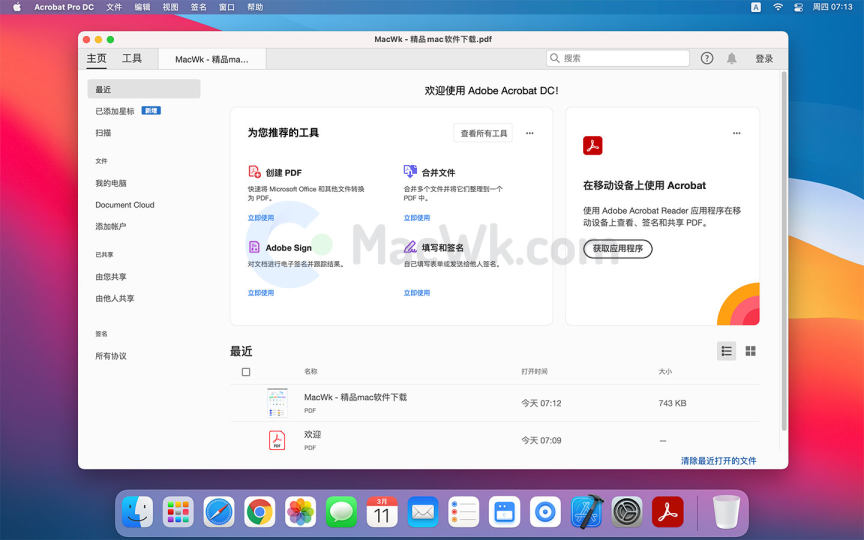 Acrobat Pro DC 文件 编辑 视图 签名 窗口 帮助 A 周四 07:13
MacWk - 精品mac软件下载.pdf
主页 工具 MacWk - 精品ma... 搜索 ? 登录
最近
已添加星标 新增
扫描
文件
我的电脑
Document Cloud
添加帐户
已共享
由您共享
由他人共享
签名
所有协议
欢迎使用 Adobe Acrobat DC!
为您推荐的工具 查看所有工具 ...
创建 PDF
快速将 Microsoft Office 和其他文件转换
为 PDF。
立即使用
合并文件
合并多个文件并将它们整理到一个
PDF 中。
立即使用
Adobe Sign
对文档进行电子签名并跟踪结果。
立即使用
填写和签名
自己填写表单或发送给他人签名。
立即使用
MacWk.com
...
在移动设备上使用 Acrobat
使用 Adobe Acrobat Reader 应用程序在移
动设备上查看、签名和共享 PDF。
获取应用程序
最近
名称 打开时间 大小
MacWk - 精品mac软件下载
PDF
今天 07:12 743 KB
欢迎
PDF
今天 07:09 —
PDF
清除最近打开的文件
3月
11